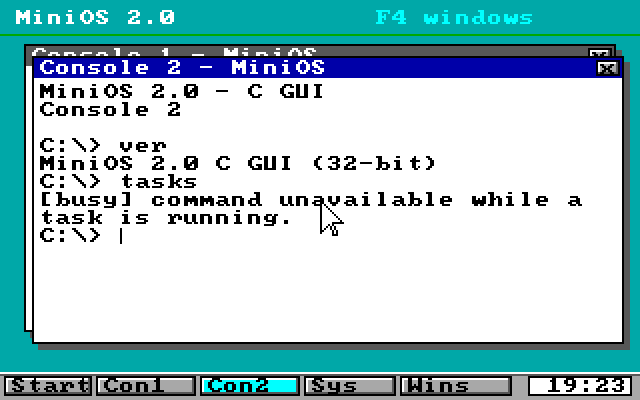 MiniOS 2.0 F4 windows
Console 1 - MiniOS
Console 2 - MiniOS
MiniOS 2.0 - C GUI
Console 2
C:\> ver
MiniOS 2.0 C GUI (32-bit)
C:\> tasks
[busy] command unavailable while a
task is running.
C:\>
Start Con1 Con2 Sys Wins 19:23